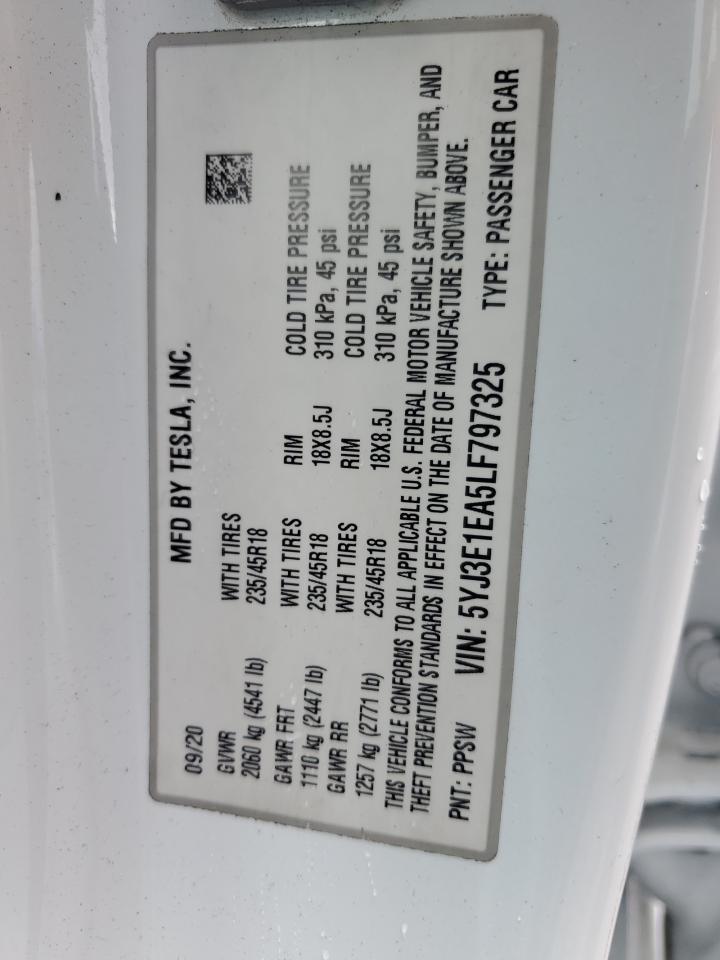 MFD BY TESLA, INC.
09/20
GVWR WITH TIRES
2060 kg (4541 lb) 235/45R18
GAWR FRT WITH TIRES RIM COLD TIRE PRESSURE
1110 kg (2447 lb) 235/45R18 18X8.5J 310 kPa, 45 psi
GAWR RR WITH TIRES RIM COLD TIRE PRESSURE
1257 kg (2771 lb) 235/45R18 18X8.5J 310 kPa, 45 psi
THIS VEHICLE CONFORMS TO ALL APPLICABLE U.S. FEDERAL MOTOR VEHICLE SAFETY, BUMPER, AND
THEFT PREVENTION STANDARDS IN EFFECT ON THE DATE OF MANUFACTURE SHOWN ABOVE.
PNT: PPSW VIN: 5YJ3E1EA5LF797325 TYPE: PASSENGER CAR